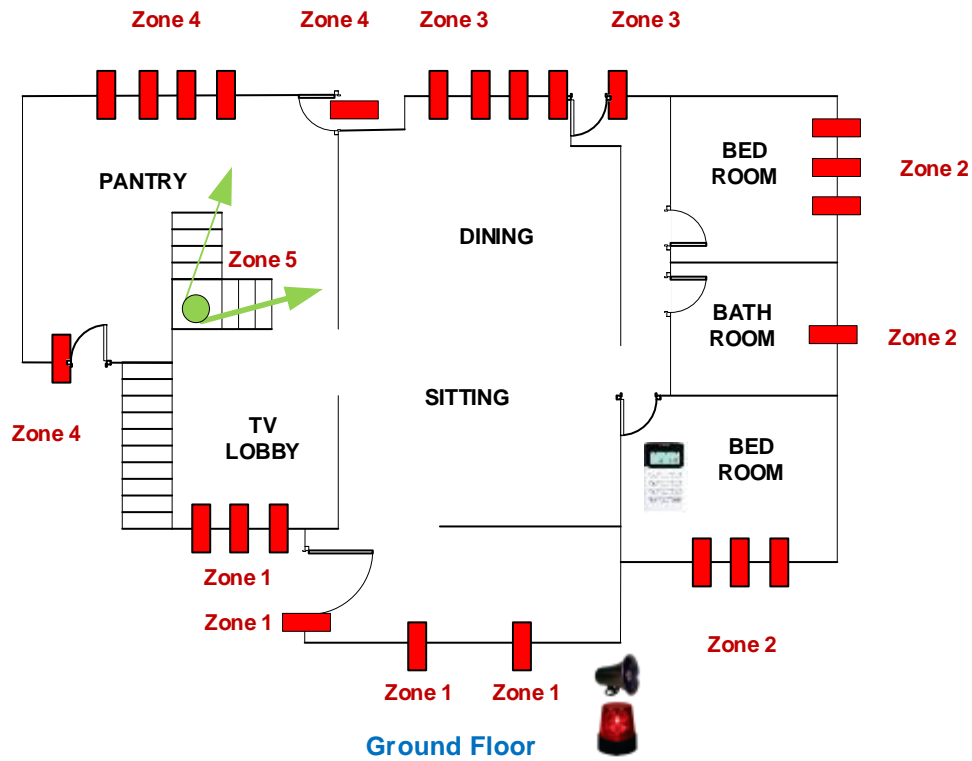 Zone 4
Zone 4
Zone 3
Zone 3
BED
ROOM
Zone 2
PANTRY
DINING
Zone 5
BATH
ROOM
Zone 2
SITTING
Zone 4
TV
LOBBY
BED
ROOM
Zone 1
Zone 1
Zone 2
Zone 1
Zone 1
Ground Floor